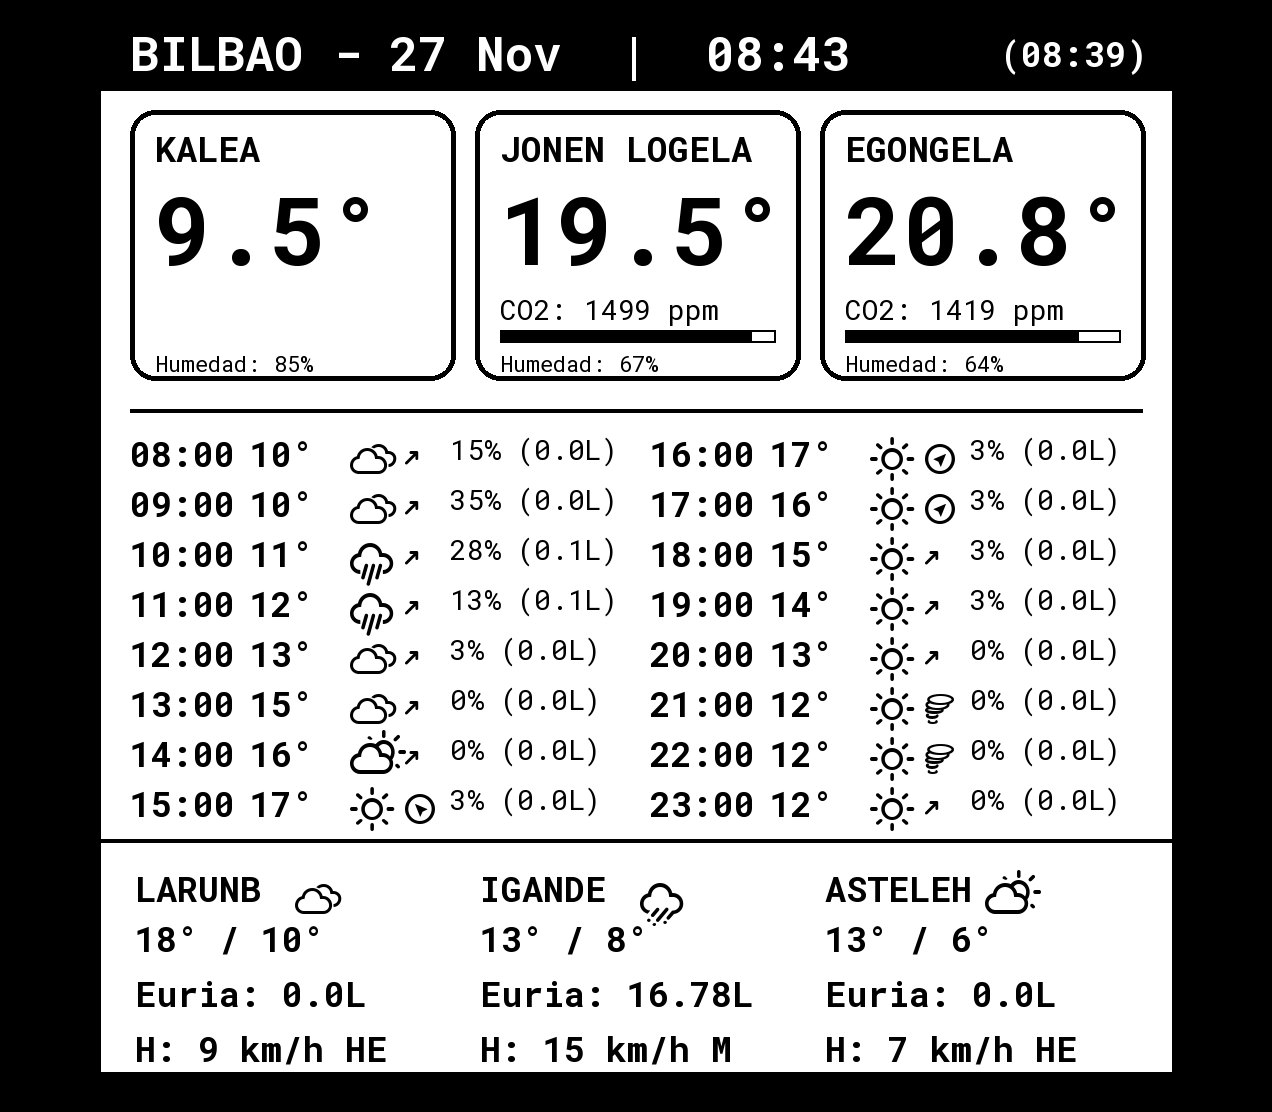 BILBAO - 27 Nov | 08:43 (08:39)
KALEA
9.5°
Humedad: 85%
JONEN LOGELA
19.5°
CO2: 1499 ppm
Humedad: 67%
EGONGELA
20.8°
CO2: 1419 ppm
Humedad: 64%
08:00 10° 15% (0.0L)
09:00 10° 35% (0.0L)
10:00 11° 28% (0.1L)
11:00 12° 13% (0.1L)
12:00 13° 3% (0.0L)
13:00 15° 0% (0.0L)
14:00 16° 0% (0.0L)
15:00 17° 3% (0.0L)
16:00 17° 3% (0.0L)
17:00 16° 3% (0.0L)
18:00 15° 3% (0.0L)
19:00 14° 3% (0.0L)
20:00 13° 0% (0.0L)
21:00 12° 0% (0.0L)
22:00 12° 0% (0.0L)
23:00 12° 0% (0.0L)
LARUNB
18° / 10°
Euria: 0.0L
H: 9 km/h HE
IGANDE
13° / 8°
Euria: 16.78L
H: 15 km/h M
ASTELEH
13° / 6°
Euria: 0.0L
H: 7 km/h HE